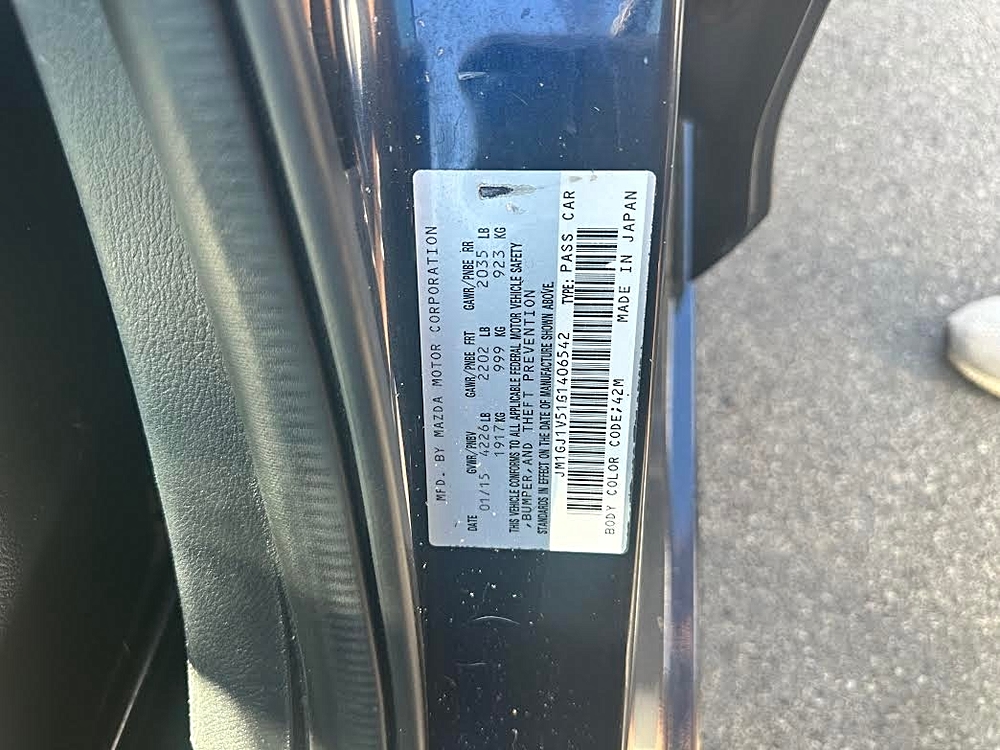 MFD. BY MAZDA MOTOR CORPORATION
DATE GVWR/PNBV GAWR/PNBE FRT GAWR/PNBE RR
01/15 4226LB 2202 LB 2035 LB
1917KG 999 KG 923 KG
THIS VEHICLE CONFORMS TO ALL APPLICABLE FEDERAL MOTOR VEHICLE SAFETY
,BUMPER,AND THEFT PREVENTION
STANDARDS IN EFFECT ON THE DATE OF MANUFACTURE SHOWN ABOVE.
JM1GJ1V51G1406542 TYPE: PASS CAR
BODY COLOR CODE;42M MADE IN JAPAN